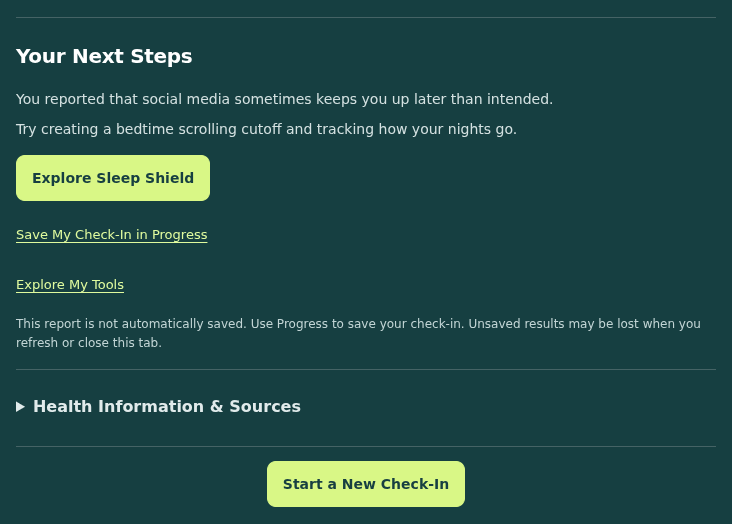 Your Next Steps
You reported that social media sometimes keeps you up later than intended.
Try creating a bedtime scrolling cutoff and tracking how your nights go.
Explore Sleep Shield
Save My Check-In in Progress
Explore My Tools
This report is not automatically saved. Use Progress to save your check-in. Unsaved results may be lost when you
refresh or close this tab.
Health Information & Sources
Start a New Check-In